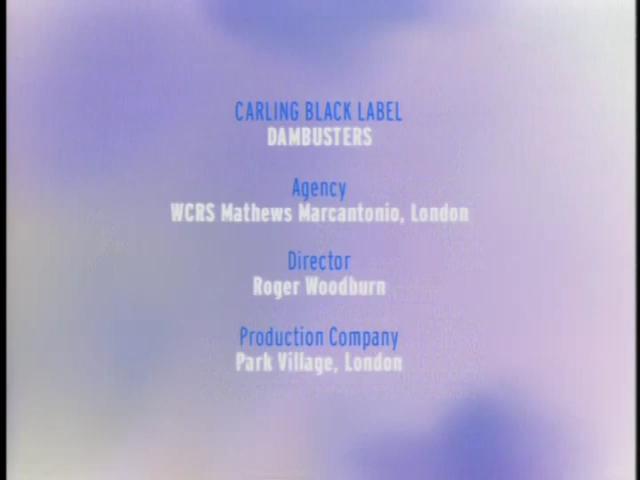 CARLING BLACK LABEL
DAMBUSTERS
Agency
WCRS Mathews Marcantonio, London
Director
Roger Woodburn
Production Company
Park Village, London